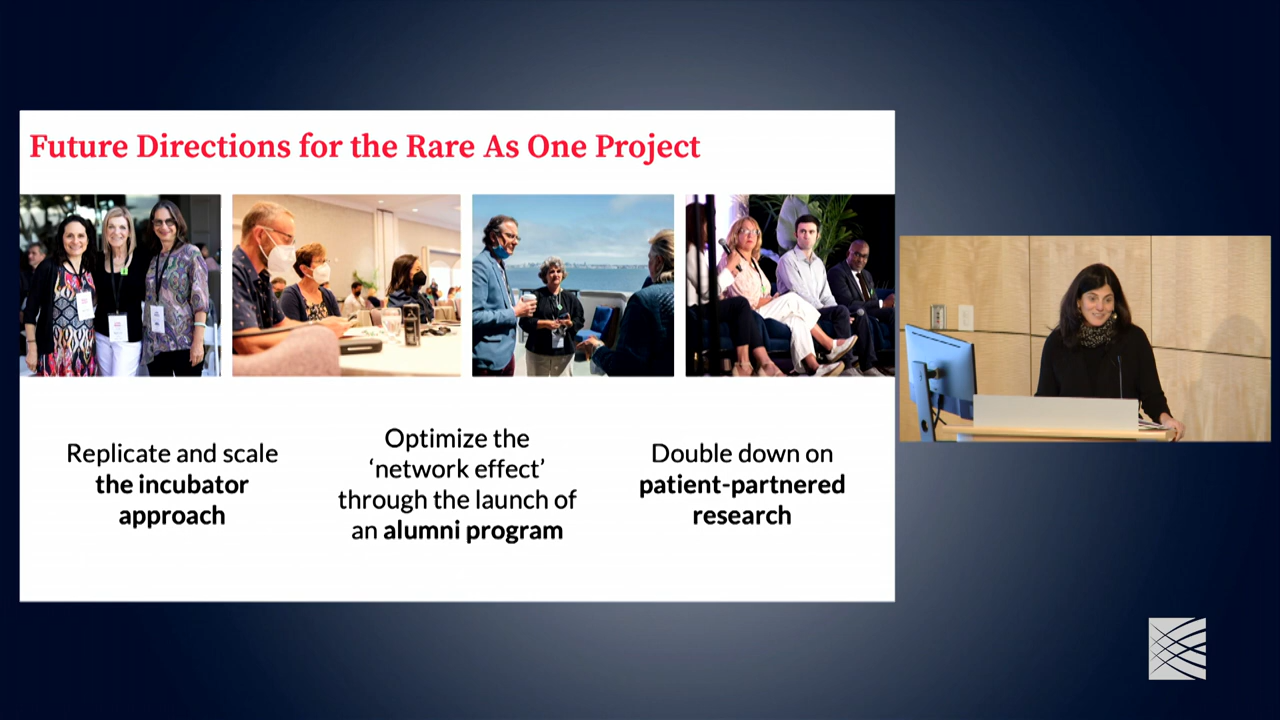 Future Directions for the Rare As One Project
Replicate and scale
the incubator
approach
Optimize the
‘network effect’
through the launch of
an alumni program
Double down on
patient-partnered
research